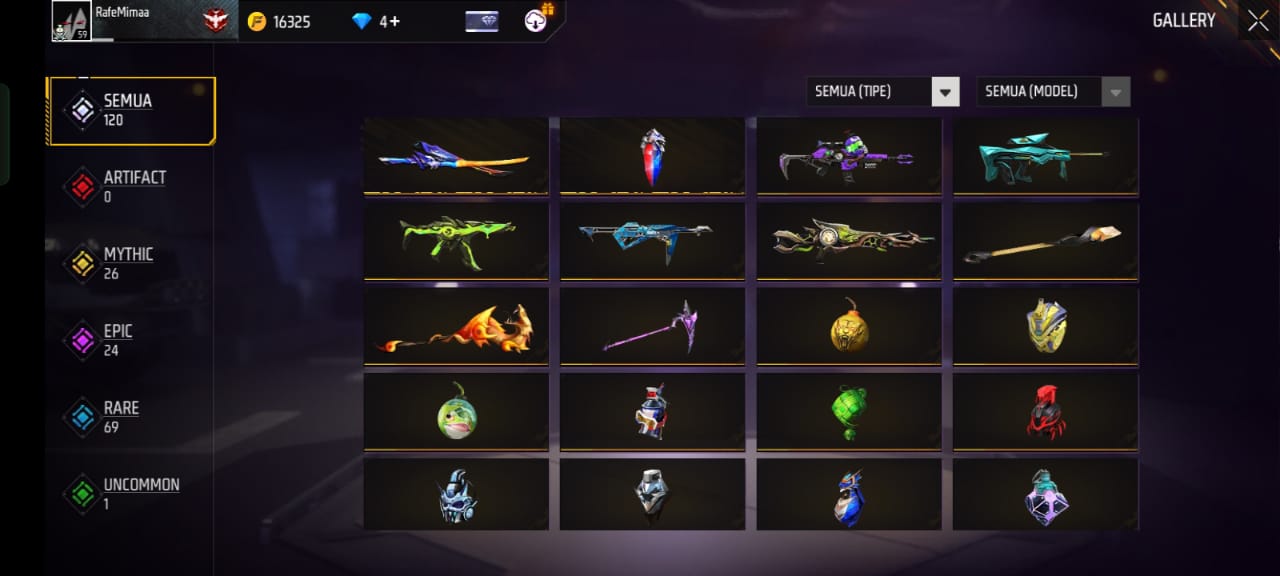 RafeMimaa
59
16325
4+
GALLERY
SEMUA
120
SEMUA (TIPE)
SEMUA (MODEL)
ARTIFACT
0
MYTHIC
26
EPIC
24
RARE
69
UNCOMMON
1